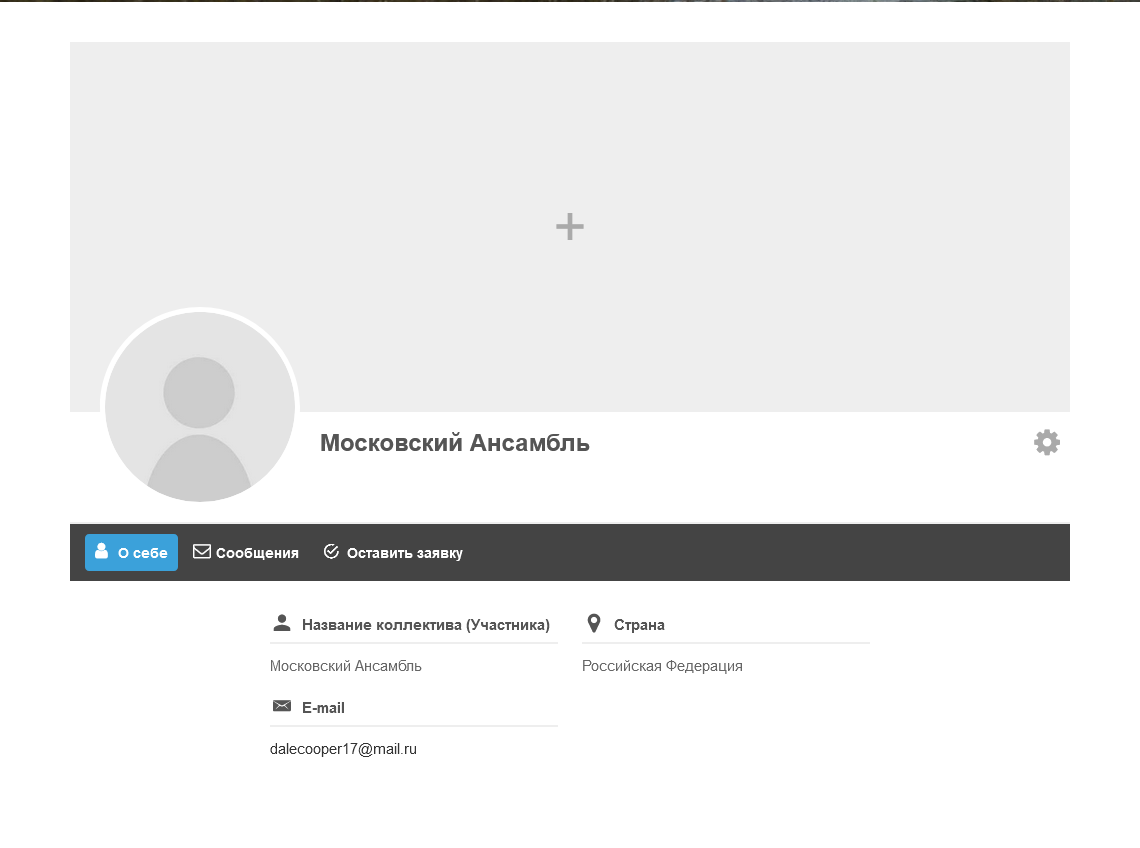 Московский Ансамбль
О себе Сообщения Оставить заявку
Название коллектива (Участника) Страна
Московский Ансамбль Российская Федерация
E-mail
dalecooper17@mail.ru